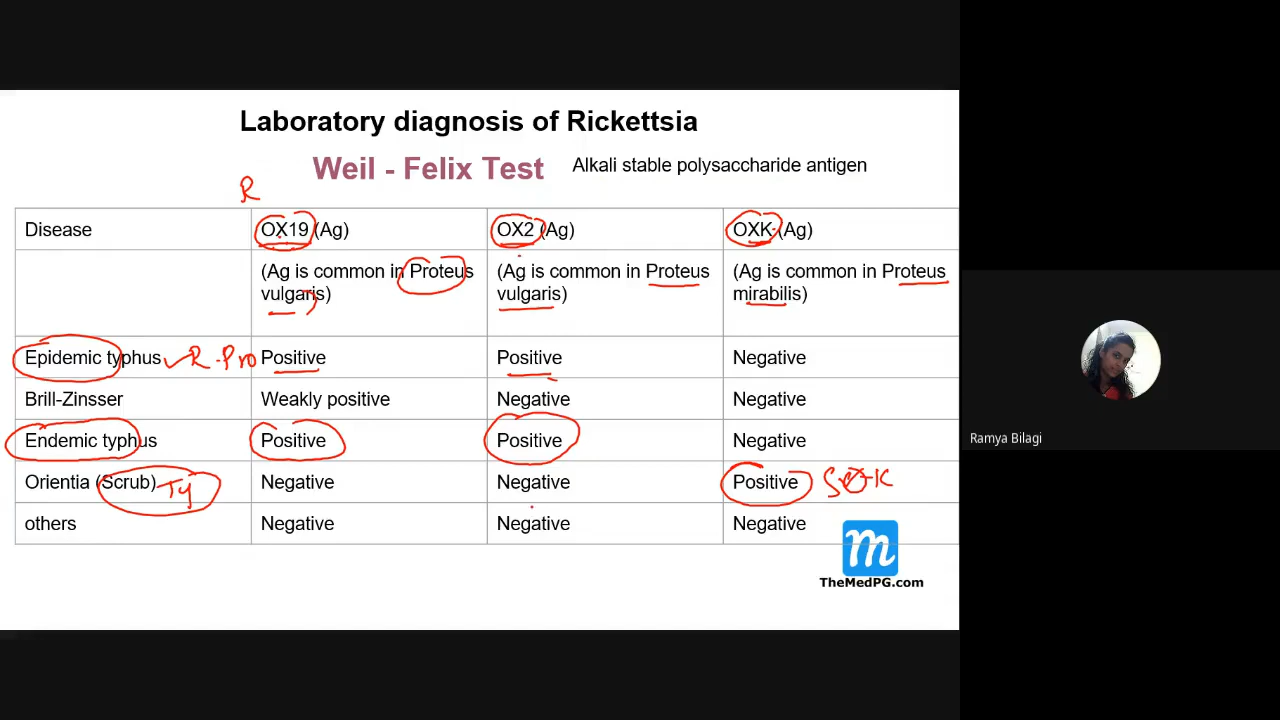 Laboratory diagnosis of Rickettsia
Weil - Felix Test Alkali stable polysaccharide antigen
R
Disease OX19 (Ag) OX2 (Ag) OXK (Ag)
(Ag is common in Proteus (Ag is common in Proteus (Ag is common in Proteus
vulgaris) vulgaris) mirabilis)
Epidemic typhus R.Pro Positive Positive Negative
Brill-Zinsser Weakly positive Negative Negative
Endemic typhus Positive Positive Negative
Orientia (Scrub) Ty Negative Negative Positive
others Negative Negative Negative
m
TheMedPG.com
Ramya Bilagi